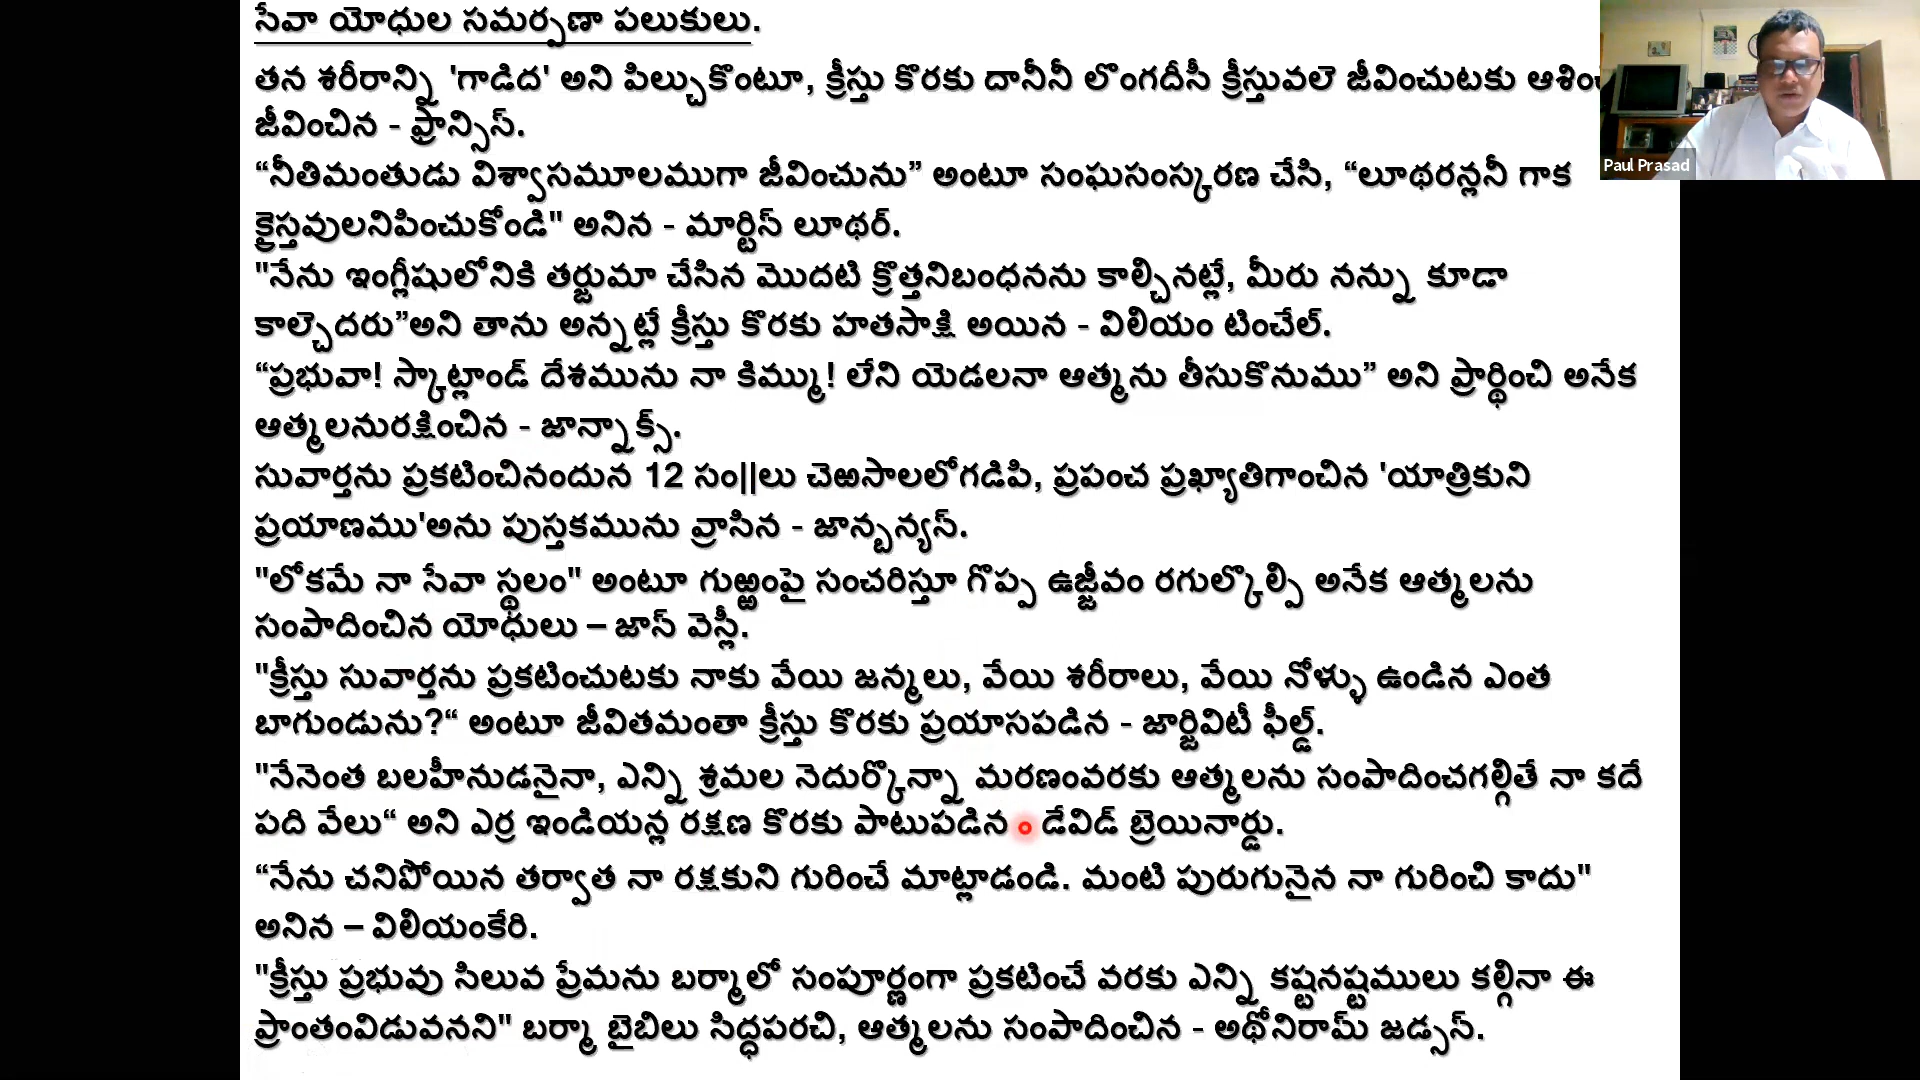 సేవా యోధుల సమర్పణా పలుకులు.
తన శరీరాన్ని 'గాడిద' అని పిల్చుకొంటూ, క్రీస్తు కొరకు దానినీ లొంగదీసీ క్రీస్తువలె జీవించుటకు
జీవించిన - ఫ్రాన్సిస్.
“నీతిమంతుడు విశ్వాసమూలముగా జీవించును” అంటూ సంఘసంస్కరణ చేసి, “లూథరన్లనీ గాక
క్రైస్తవులనిపించుకోండి" అనిన - మార్టిస్ లూథర్.
"నేను ఇంగ్లీషులోనికి తర్జుమా చేసిన మొదటి క్రొత్తనిబంధనను కాల్చినట్లే, మీరు నన్ను కూడా
కాల్చెదరు”అని తాను అన్నట్లే క్రీస్తు కొరకు హతసాక్షి అయిన - విలియం టించేల్.
“ప్రభువా! స్కాట్లాండ్ దేశమును నా కిమ్ము! లేని యెడలనా ఆత్మను తీసుకొనుము” అని ప్రార్థించి అనేక
ఆత్మలనురక్షించిన - జాన్నాక్స్.
సువార్తను ప్రకటించినందున 12 సం||లు చెఱసాలలోగడిపి, ప్రపంచ ప్రఖ్యాతిగాంచిన 'యాత్రికుని
ప్రయాణము'అను పుస్తకమును వ్రాసిన - జాన్బన్యస్.
"లోకమే నా సేవా స్థలం" అంటూ గుఱ్ఱంపై సంచరిస్తూ గొప్ప ఉజ్జీవం రగుల్కొల్పి అనేక ఆత్మలను
సంపాదించిన యోధులు – జాస్ వెస్లీ.
"క్రీస్తు సువార్తను ప్రకటించుటకు నాకు వేయి జన్మలు, వేయి శరీరాలు, వేయి నోళ్ళు ఉండిన ఎంత
బాగుండును?“ అంటూ జీవితమంతా క్రీస్తు కొరకు ప్రయాసపడిన - జార్జివిటీ ఫీల్డ్.
"నేనెంత బలహీనుడనైనా, ఎన్ని శ్రమల నెదుర్కొన్నా మరణంవరకు ఆత్మలను సంపాదించగల్గితే నా కదే
పది వేలు“ అని ఎర్ర ఇండియన్ల రక్షణ కొరకు పాటుపడిన డేవిడ్ బ్రెయినార్డు.
“నేను చనిపోయిన తర్వాత నా రక్షకుని గురించే మాట్లాడండి. మంటి పురుగునైన నా గురించి కాదు"
అనిన – విలియంకేరి.
"క్రీస్తు ప్రభువు సిలువ ప్రేమను బర్మాలో సంపూర్ణంగా ప్రకటించే వరకు ఎన్ని కష్టనష్టములు కల్గినా ఈ
ప్రాంతంవిడువనని" బర్మా బైబిలు సిద్ధపరచి, ఆత్మలను సంపాదించిన - అథోనిరామ్ జడ్సస్.
Paul Prasad